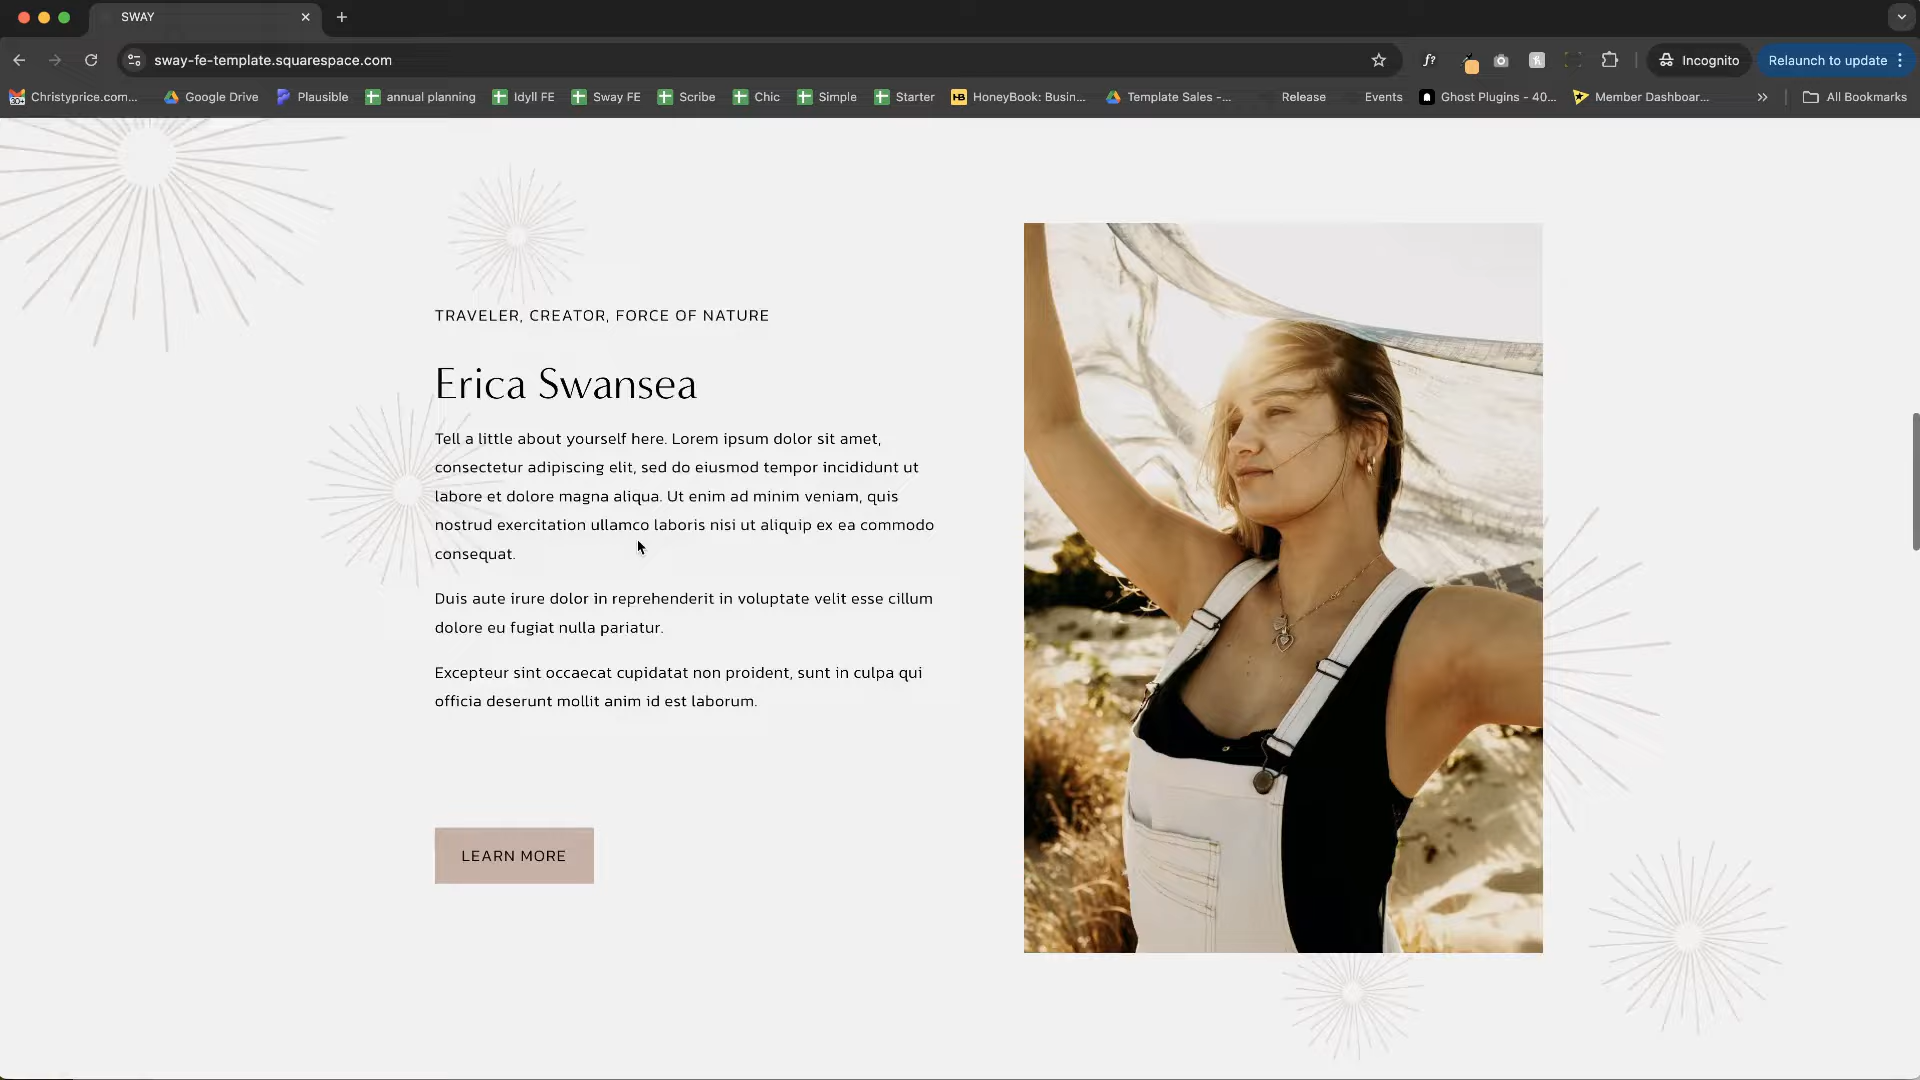 SWAY
sway-fe-template.squarespace.com
Incognito
Relaunch to update
Christyprice.com...
Google Drive
Plausible
annual planning
Idyll FE
Sway FE
Scribe
Chic
Simple
Starter
HoneyBook: Busin...
Template Sales -...
Release
Events
Ghost Plugins - 40...
Member Dashboar...
All Bookmarks
TRAVELER, CREATOR, FORCE OF NATURE
Erica Swansea
Tell a little about yourself here. Lorem ipsum dolor sit amet,
consectetur adipiscing elit, sed do eiusmod tempor incididunt ut
labore et dolore magna aliqua. Ut enim ad minim veniam, quis
nostrud exercitation ullamco laboris nisi ut aliquip ex ea commodo
consequat.
Duis aute irure dolor in reprehenderit in voluptate velit esse cillum
dolore eu fugiat nulla pariatur.
Excepteur sint occaecat cupidatat non proident, sunt in culpa qui
officia deserunt mollit anim id est laborum.
LEARN MORE